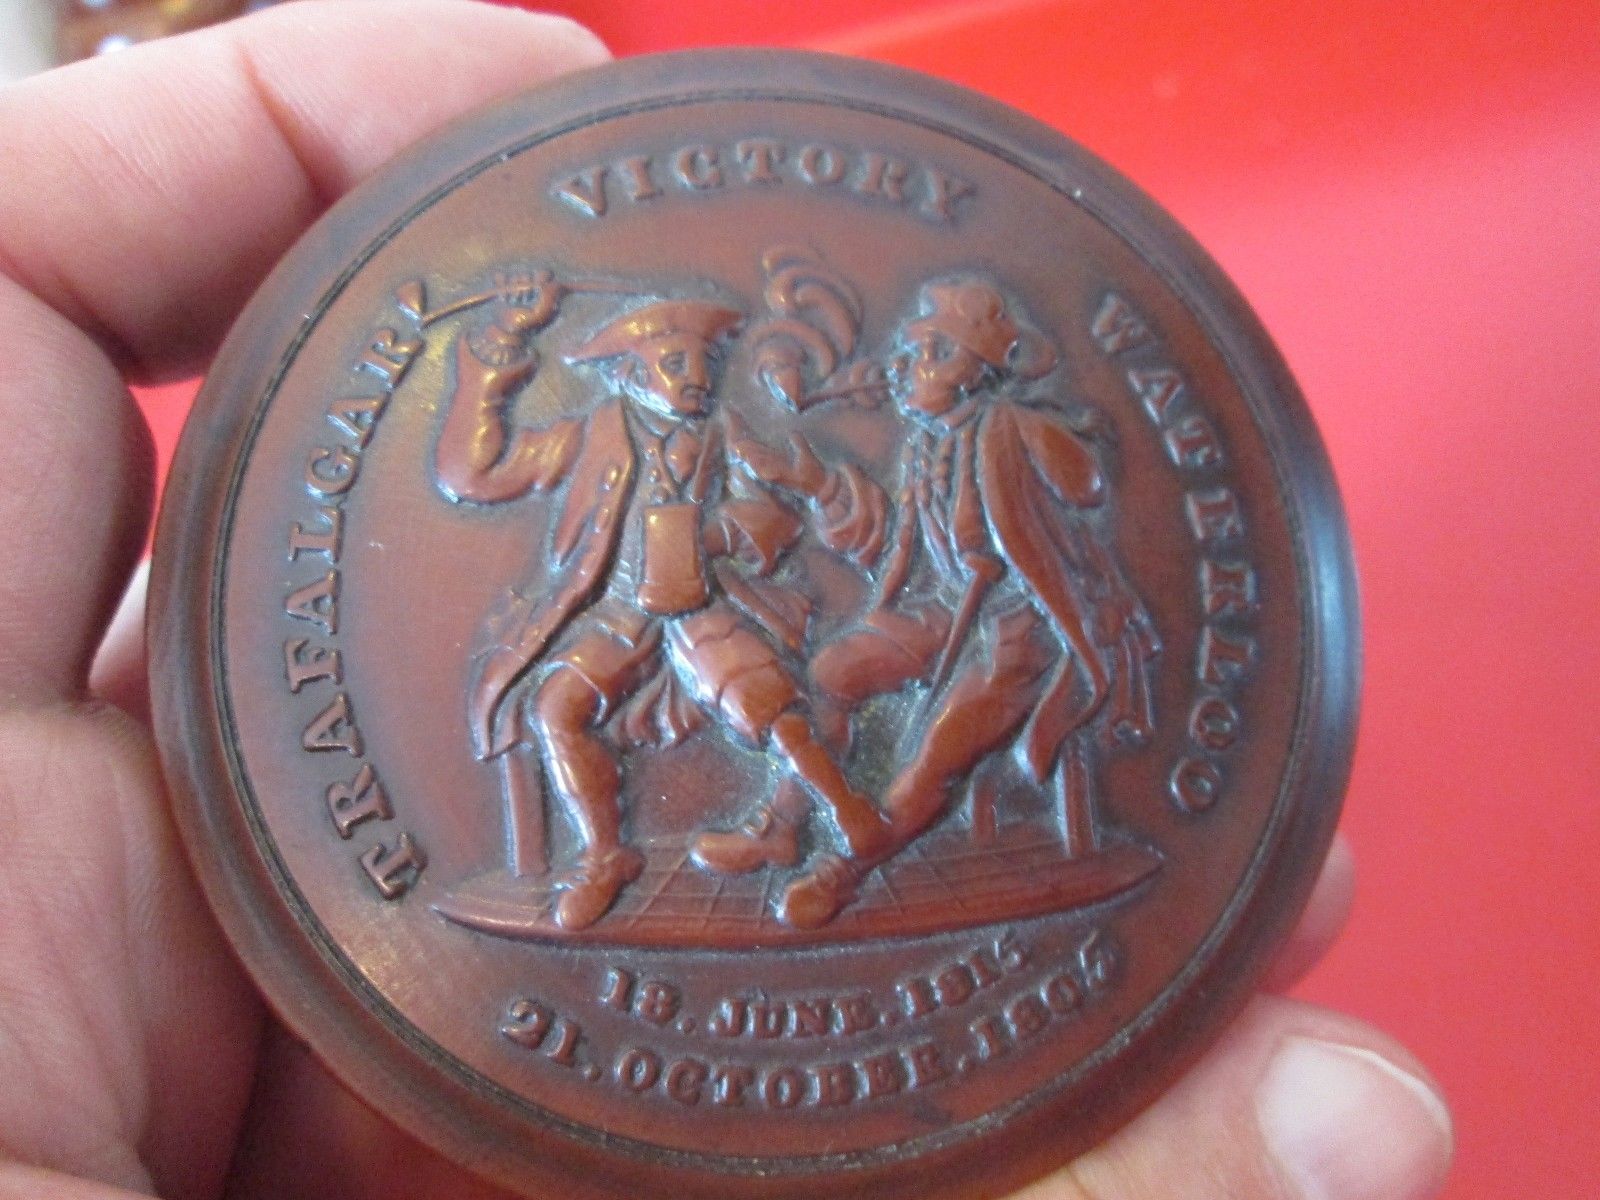 VICTORY
TRAFALGAR
WATERLOO
18. JUNE. 1815
21. OCTOBER. 1805